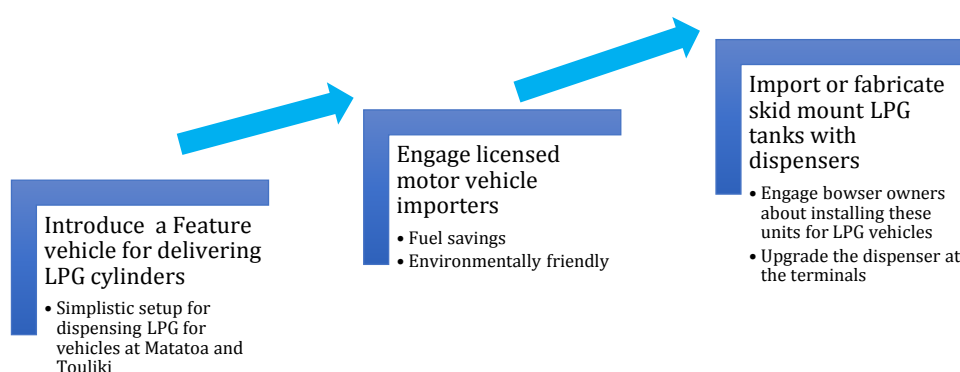 Introduce  a Feature
vehicle for delivering
LPG cylinders
• Simplistic setup for
dispensing LPG for
vehicles at Matatoa and
Touliki
Engage licensed
motor vehicle
importers
• Fuel savings
• Environmentally friendly
Import or fabricate
skid mount LPG
tanks with
dispensers
• Engage bowser owners
about installing these
units for LPG vehicles
• Upgrade the dispenser at
the terminals